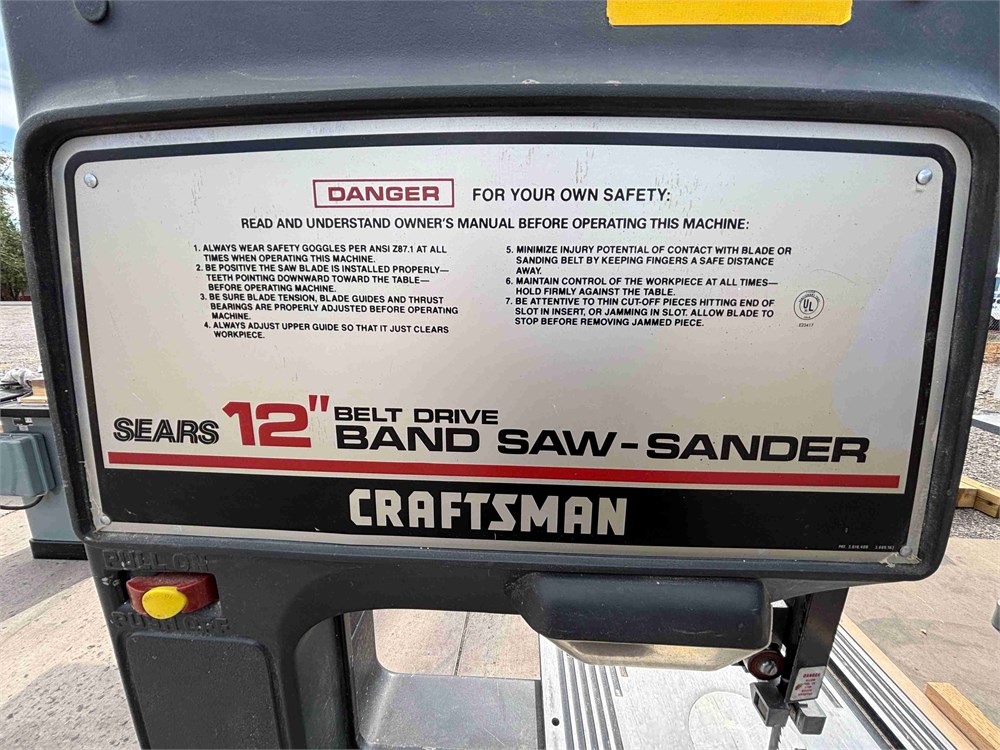 DANGER FOR YOUR OWN SAFETY:
READ AND UNDERSTAND OWNER'S MANUAL BEFORE OPERATING THIS MACHINE:
1. ALWAYS WEAR SAFETY GOGGLES PER ANSI Z87.1 AT ALL
TIMES WHEN OPERATING THIS MACHINE.
2. BE POSITIVE THE SAW BLADE IS INSTALLED PROPERLY—
TEETH POINTING DOWNWARD TOWARD THE TABLE—
BEFORE OPERATING MACHINE.
3. BE SURE BLADE TENSION, BLADE GUIDES AND THRUST
BEARINGS ARE PROPERLY ADJUSTED BEFORE OPERATING
MACHINE.
4. ALWAYS ADJUST UPPER GUIDE SO THAT IT JUST CLEARS
WORKPIECE.
5. MINIMIZE INJURY POTENTIAL OF CONTACT WITH BLADE OR
SANDING BELT BY KEEPING FINGERS A SAFE DISTANCE
AWAY.
6. MAINTAIN CONTROL OF THE WORKPIECE AT ALL TIMES—
HOLD FIRMLY AGAINST THE TABLE.
7. BE ATTENTIVE TO THIN CUT-OFF PIECES HITTING END OF
SLOT IN INSERT, OR JAMMING IN SLOT. ALLOW BLADE TO
STOP BEFORE REMOVING JAMMED PIECE.
UL
SEARS 12" BELT DRIVE
BAND SAW-SANDER
CRAFTSMAN
PULL ON
PUSH OFF
DANGER